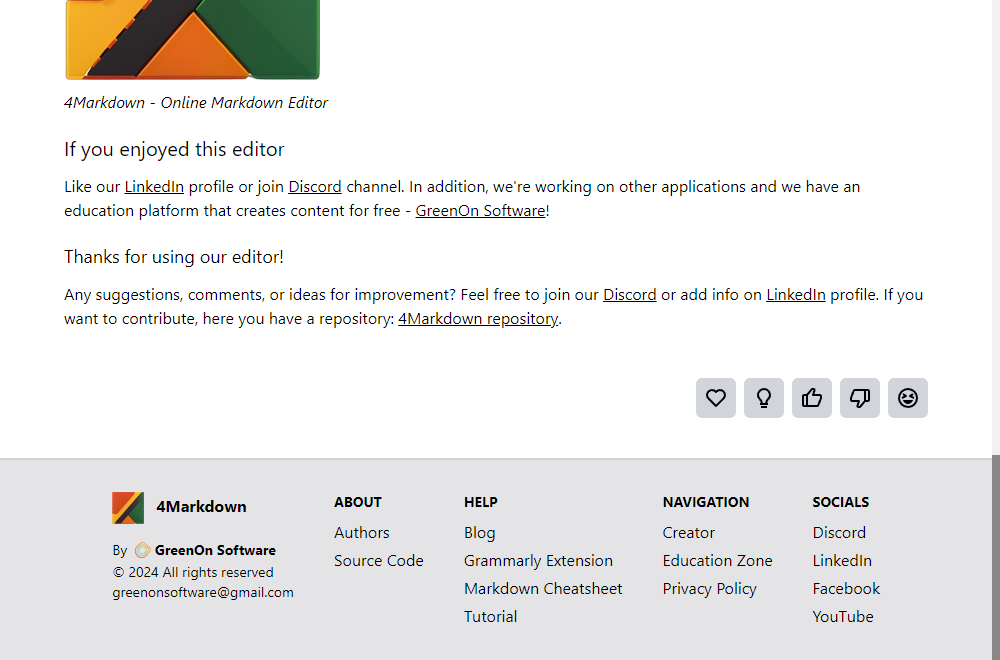 4Markdown - Online Markdown Editor
If you enjoyed this editor
Like our LinkedIn profile or join Discord channel. In addition, we're working on other applications and we have an
education platform that creates content for free - GreenOn Software!
Thanks for using our editor!
Any suggestions, comments, or ideas for improvement? Feel free to join our Discord or add info on LinkedIn profile. If you
want to contribute, here you have a repository: 4Markdown repository.
4Markdown
By GreenOn Software
© 2024 All rights reserved
greenonsoftware@gmail.com
ABOUT
Authors
Source Code
HELP
Blog
Grammarly Extension
Markdown Cheatsheet
Tutorial
NAVIGATION
Creator
Education Zone
Privacy Policy
SOCIALS
Discord
LinkedIn
Facebook
YouTube